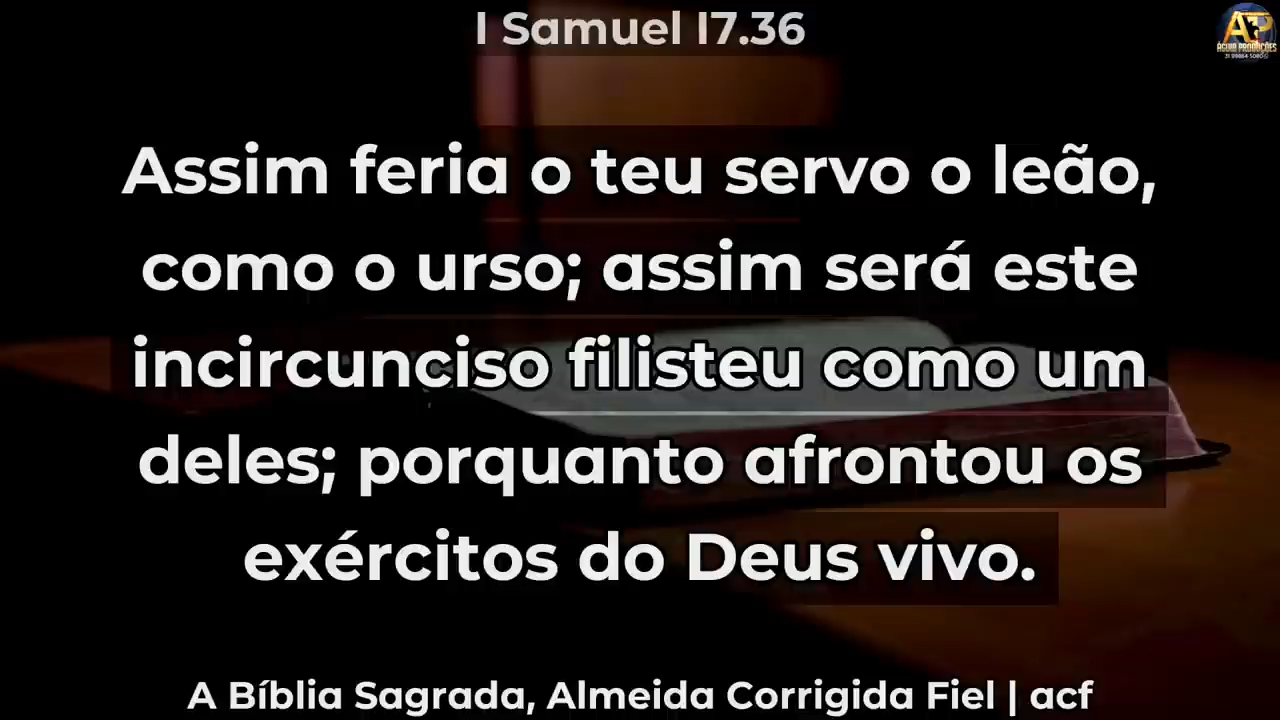 I Samuel 17.36
Assim feria o teu servo o leão,
como o urso; assim será este
incircunciso filisteu como um
deles; porquanto afrontou os
exércitos do Deus vivo.
A Bíblia Sagrada, Almeida Corrigida Fiel | acf